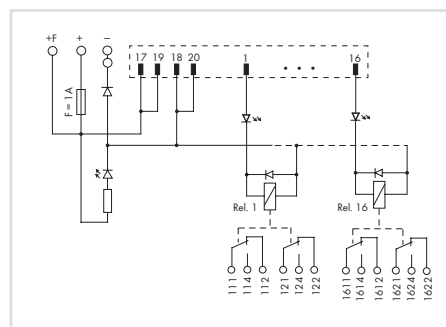 +F + –
17 19 18 20 1 • • • 16
F = 1A
Rel. 1 Rel. 16
111 114 112 121 124 122 1611 1614 1612 1621 1624 1622